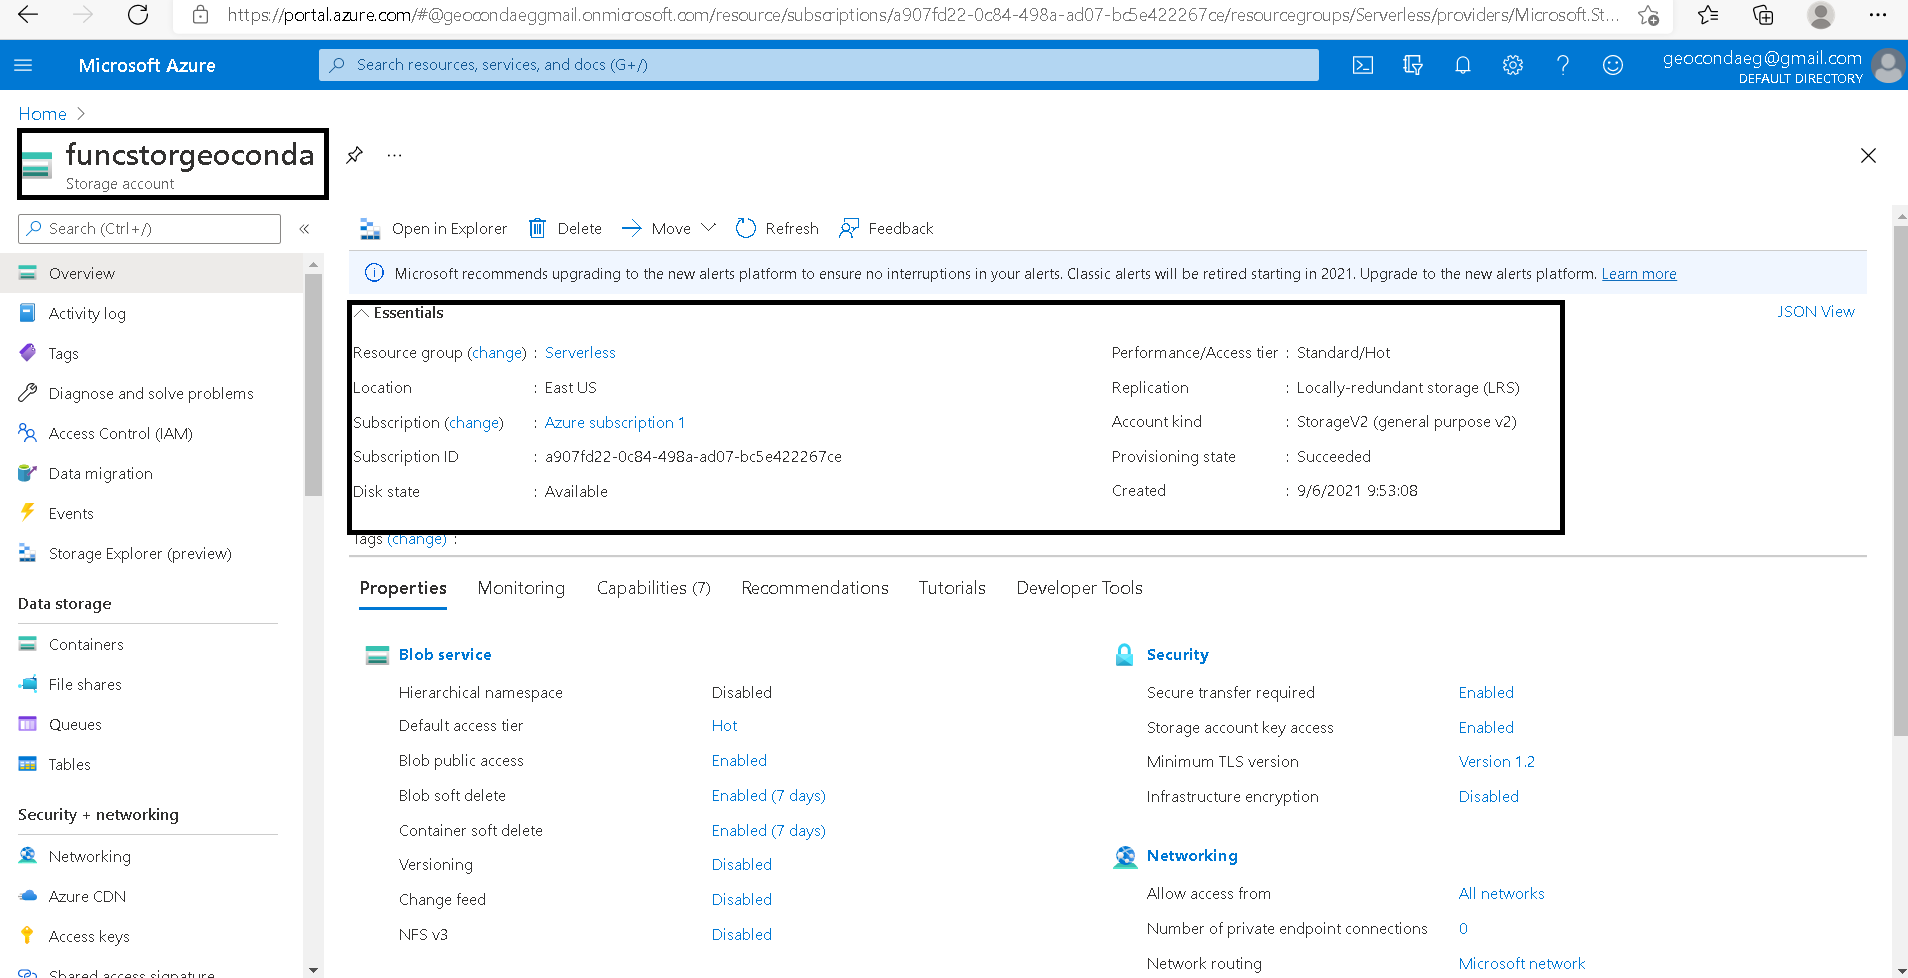 https://portal.azure.com/#@geocondaeggmail.onmicrosoft.com/resource/subscriptions/a907fd22-0c84-498a-ad07-bc5e422267ce/resourcegroups/Serverless/providers/Microsoft.St...
Microsoft Azure
Search resources, services, and docs (G+/)
geocondaeg@gmail.com
DEFAULT DIRECTORY
Home >
funcstorgeoconda
Storage account
Search (Ctrl+/)
Overview
Activity log
Tags
Diagnose and solve problems
Access Control (IAM)
Data migration
Events
Storage Explorer (preview)
Data storage
Containers
File shares
Queues
Tables
Security + networking
Networking
Azure CDN
Access keys
Shared access signature
Open in Explorer Delete Move Refresh Feedback
Microsoft recommends upgrading to the new alerts platform to ensure no interruptions in your alerts. Classic alerts will be retired starting in 2021. Upgrade to the new alerts platform. Learn more
Essentials
JSON View
Resource group (change) : Serverless
Location : East US
Subscription (change) : Azure subscription 1
Subscription ID : a907fd22-0c84-498a-ad07-bc5e422267ce
Disk state : Available
Performance/Access tier : Standard/Hot
Replication : Locally-redundant storage (LRS)
Account kind : StorageV2 (general purpose v2)
Provisioning state : Succeeded
Created : 9/6/2021 9:53:08
Tags (change) :
Properties Monitoring Capabilities (7) Recommendations Tutorials Developer Tools
Blob service
Hierarchical namespace Disabled
Default access tier Hot
Blob public access Enabled
Blob soft delete Enabled (7 days)
Container soft delete Enabled (7 days)
Versioning Disabled
Change feed Disabled
NFS v3 Disabled
Security
Secure transfer required Enabled
Storage account key access Enabled
Minimum TLS version Version 1.2
Infrastructure encryption Disabled
Networking
Allow access from All networks
Number of private endpoint connections 0
Network routing Microsoft network